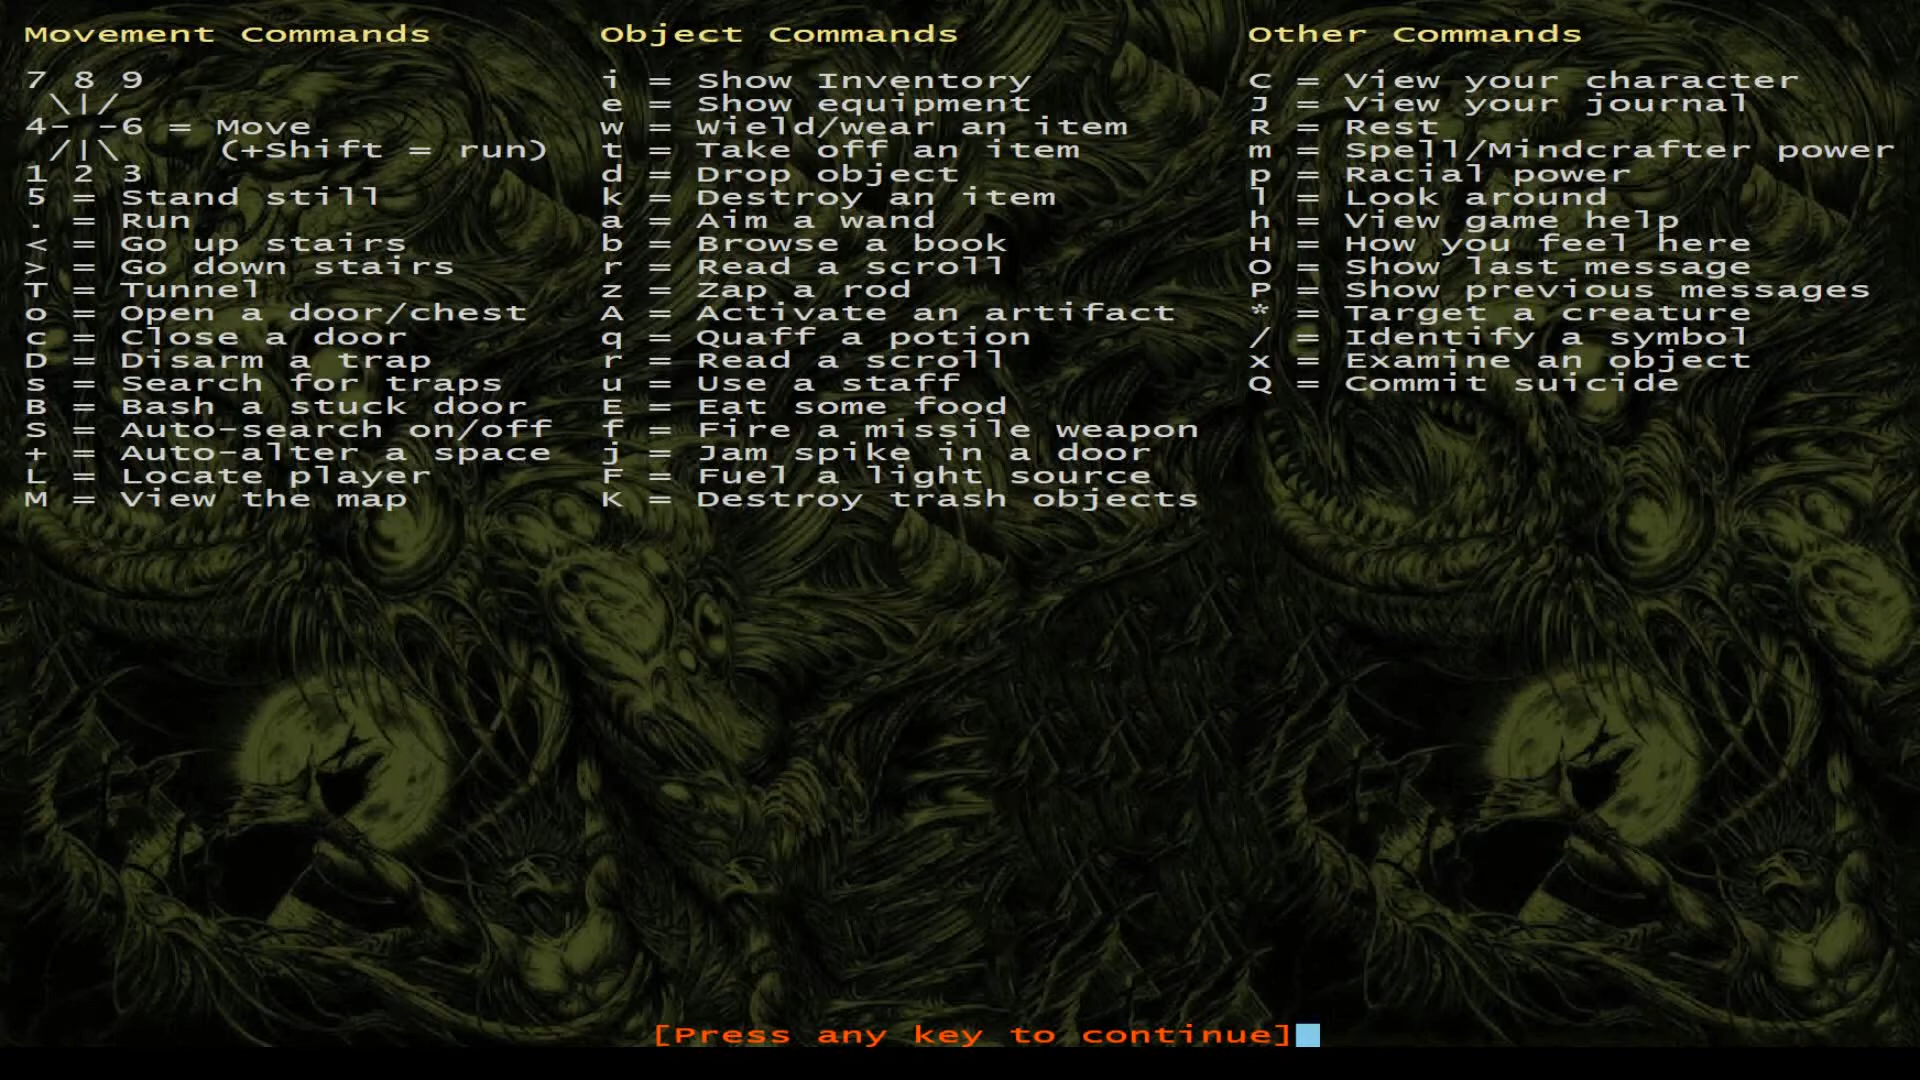 Movement Commands
7 8 9
\|/
4- -6 = Move
/|\ (+Shift = run)
1 2 3
5 = Stand still
. = Run
< = Go up stairs
> = Go down stairs
T = Tunnel
o = Open a door/chest
c = Close a door
D = Disarm a trap
s = Search for traps
B = Bash a stuck door
S = Auto-search on/off
+ = Auto-alter a space
L = Locate player
M = View the map
Object Commands
i = Show Inventory
e = Show equipment
w = Wield/wear an item
t = Take off an item
d = Drop object
k = Destroy an item
a = Aim a wand
b = Browse a book
r = Read a scroll
z = Zap a rod
A = Activate an artifact
q = Quaff a potion
r = Read a scroll
u = Use a staff
E = Eat some food
f = Fire a missile weapon
j = Jam spike in a door
F = Fuel a light source
K = Destroy trash objects
Other Commands
C = View your character
J = View your journal
R = Rest
m = Spell/Mindcrafter power
p = Racial power
l = Look around
h = View game help
H = How you feel here
O = Show last message
P = Show previous messages
* = Target a creature
/ = Identify a symbol
x = Examine an object
Q = Commit suicide
[Press any key to continue]